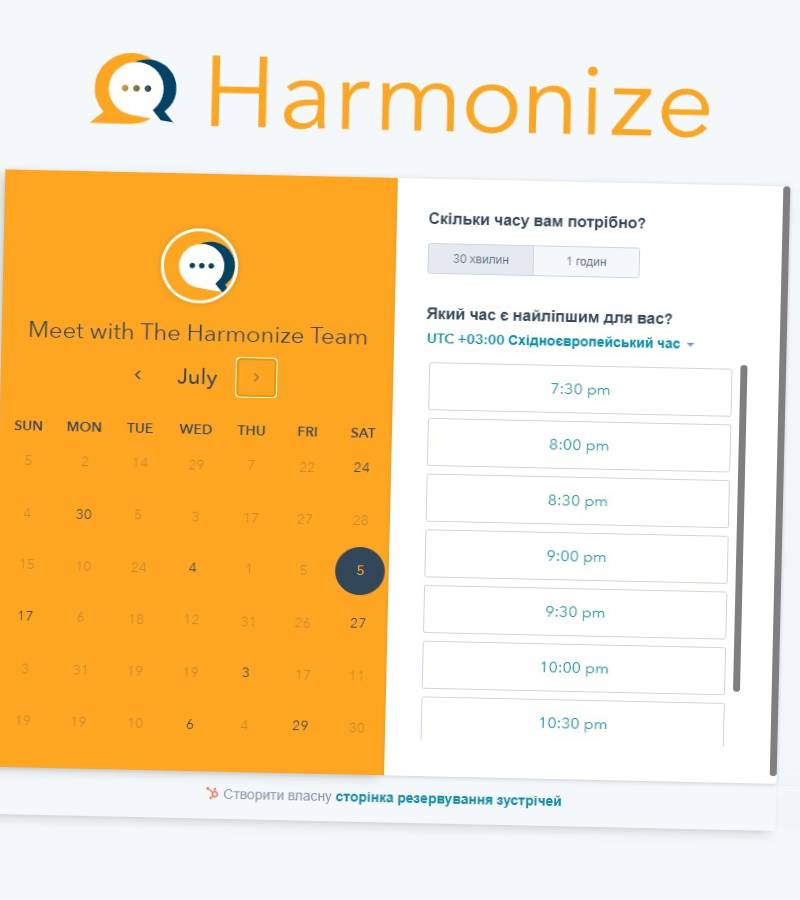 Harmonize
Meet with The Harmonize Team
July
SUN MON TUE WED THU FRI SAT
5 2 14 29 7 22 24
4 30 5 3 17 27 28
15 10 24 4 1 5 5
17 6 18 12 31 26 27
3 31 19 19 3 17 11
19 19 10 6 4 29 30
Скільки часу вам потрібно?
30 хвилин 1 годин
Який час є найліпшим для вас?
UTC +03:00 Східноєвропейський час
7:30 pm
8:00 pm
8:30 pm
9:00 pm
9:30 pm
10:00 pm
10:30 pm
Створити власну сторінка резервування зустрічей